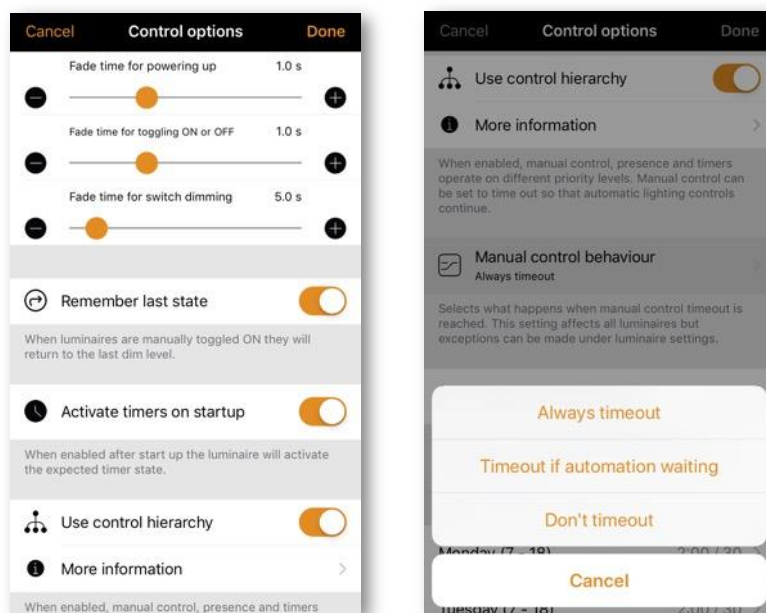 Cancel Control options Done
Fade time for powering up 1.0 s
Fade time for toggling ON or OFF 1.0 s
Fade time for switch dimming 5.0 s
Remember last state
When luminaires are manually toggled ON they will
return to the last dim level.
Activate timers on startup
When enabled after start up the luminaire will activate
the expected timer state.
Use control hierarchy
More information
When enabled, manual control, presence and timers
Cancel Control options Done
Use control hierarchy
More information
When enabled, manual control, presence and timers
operate on different priority levels. Manual control can
be set to time out so that automatic lighting controls
continue.
Manual control behaviour
Always timeout
Selects what happens when manual control timeout is
reached. This setting affects all luminaires but
exceptions can be made under luminaire settings.
Always timeout
Timeout if automation waiting
Don't timeout
Monday (7 - 18) 2:00 / 30
Cancel
Tuesday (7 - 18) 2:00 / 30